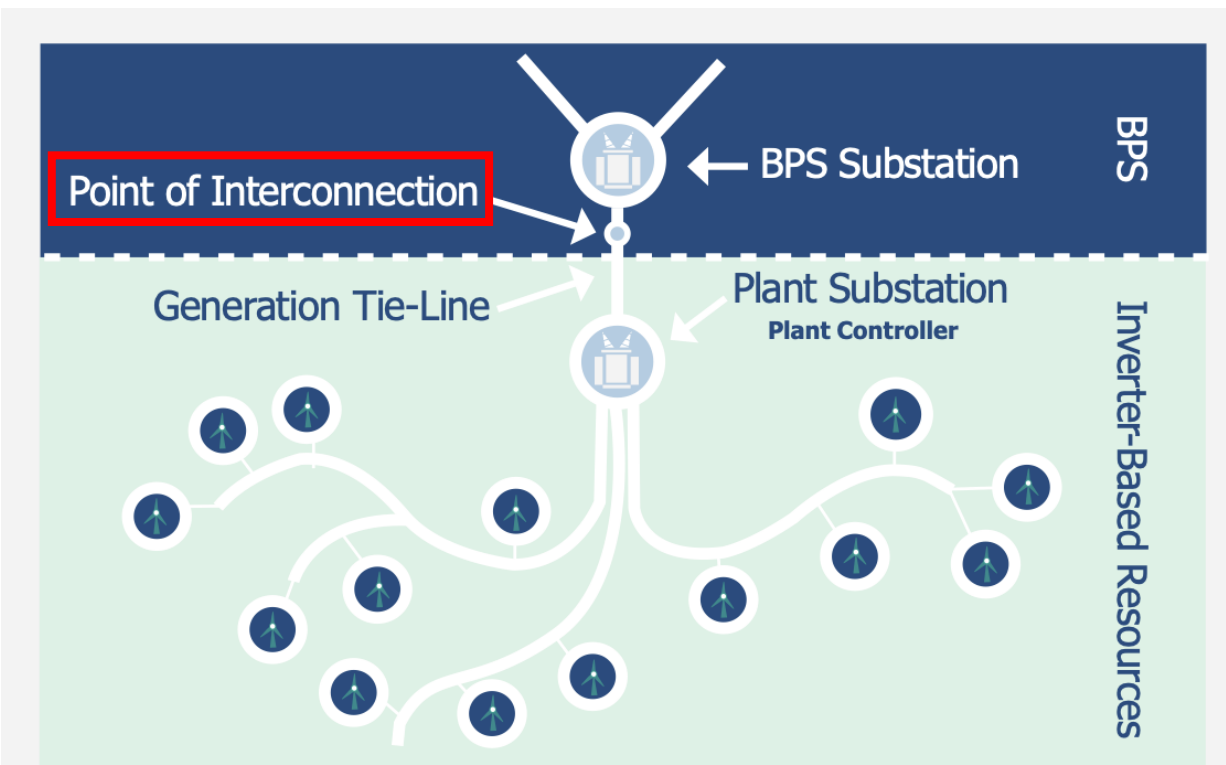 BPS
BPS Substation
Point of Interconnection
Generation Tie-Line
Plant Substation
Plant Controller
Inverter-Based Resources